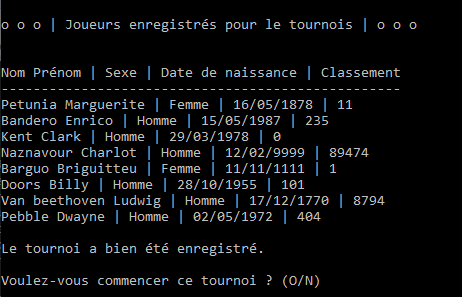 o o o | Joueurs enregistrés pour le tournois | o o o
Nom Prénom | Sexe | Date de naissance | Classement
--------------------------------------------------
Petunia Marguerite | Femme | 16/05/1878 | 11
Bandero Enrico | Homme | 15/05/1987 | 235
Kent Clark | Homme | 29/03/1978 | 0
Naznavour Charlot | Homme | 12/02/9999 | 89474
Barguo Briguitteu | Femme | 11/11/1111 | 1
Doors Billy | Homme | 28/10/1955 | 101
Van beethoven Ludwig | Homme | 17/12/1770 | 8794
Pebble Dwayne | Homme | 02/05/1972 | 404
Le tournoi a bien été enregistré.
Voulez-vous commencer ce tournoi ? (O/N)